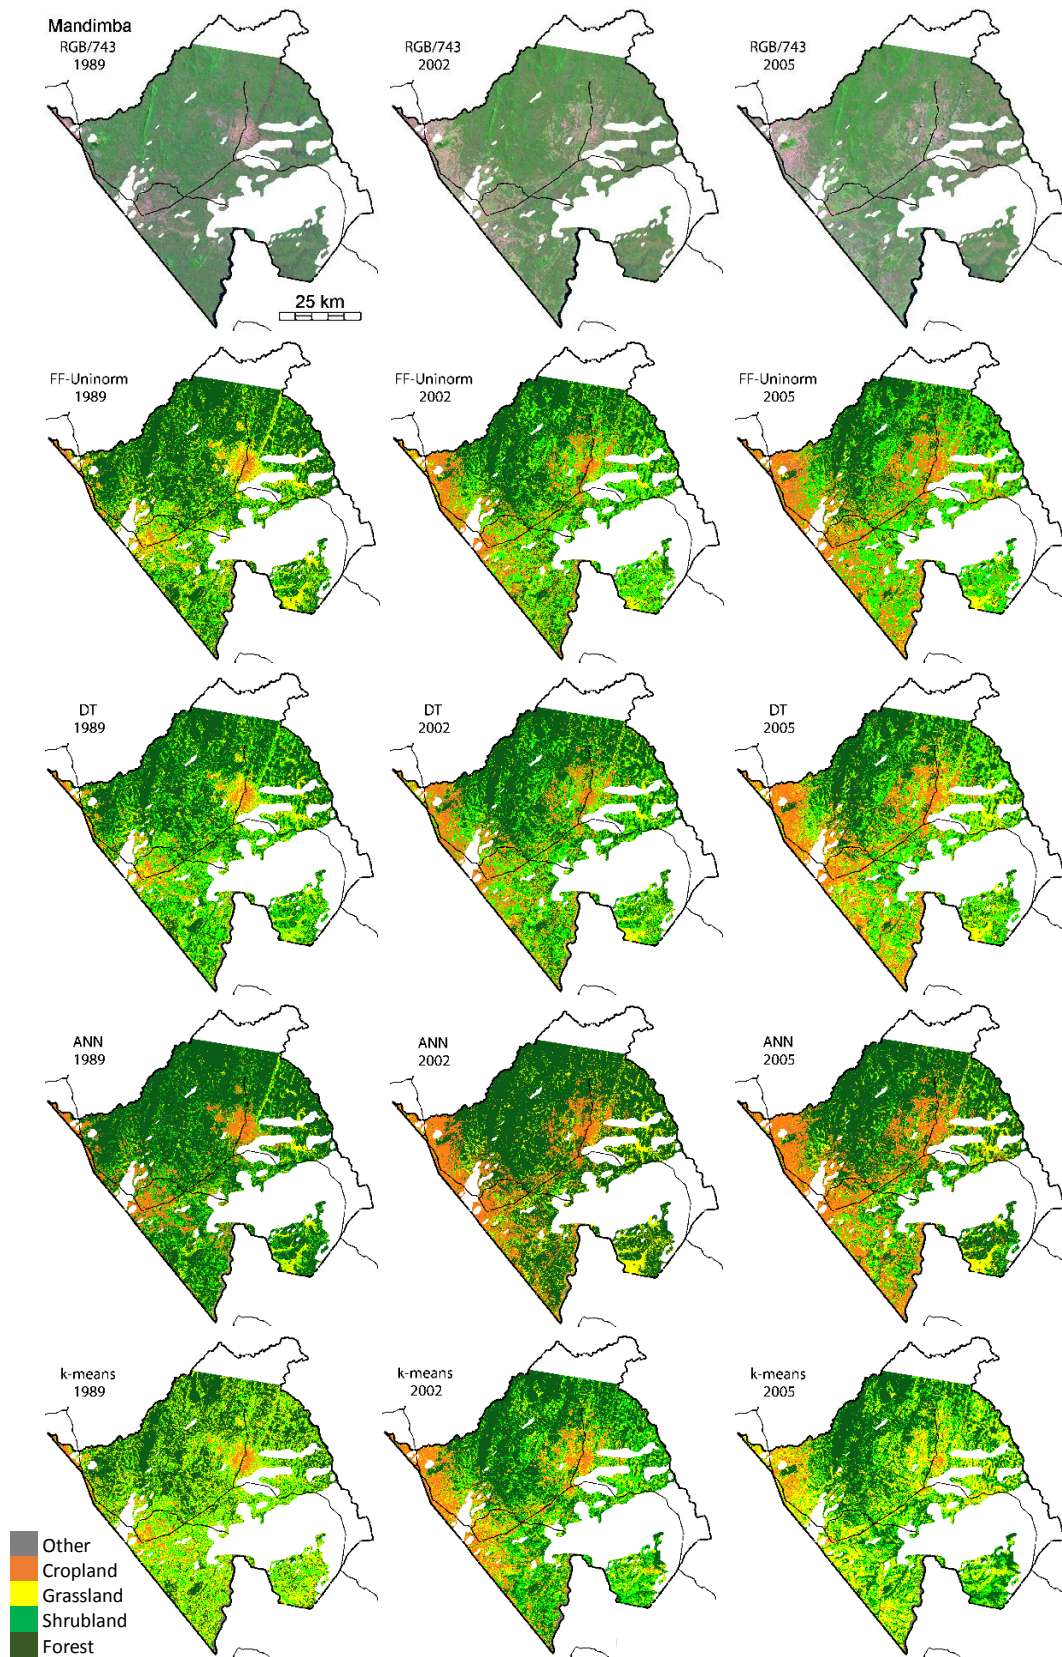 Mandimba
RGB/743
1989
RGB/743
2002
RGB/743
2005
25 km
FF-Uninorm
1989
FF-Uninorm
2002
FF-Uninorm
2005
DT
1989
DT
2002
DT
2005
ANN
1989
ANN
2002
ANN
2005
k-means
1989
k-means
2002
k-means
2005
Other
Cropland
Grassland
Shrubland
Forest